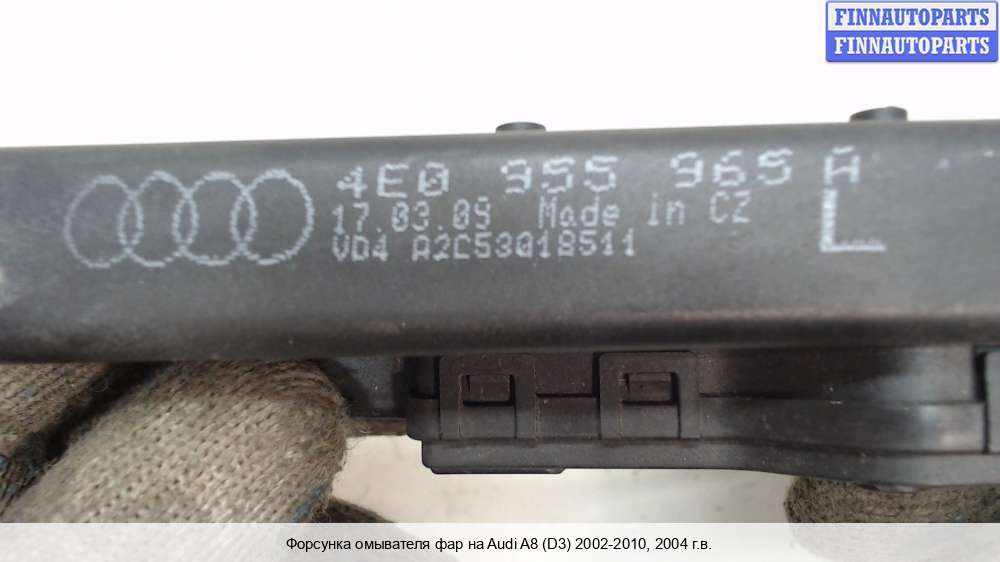 FINNAUTOPARTS
FINNAUTOPARTS
4E0 955 965 A
17.03.09 Made in CZ L
VD4 A2C53018511
Форсунка омывателя фар на Audi A8 (D3) 2002-2010, 2004 г.в.